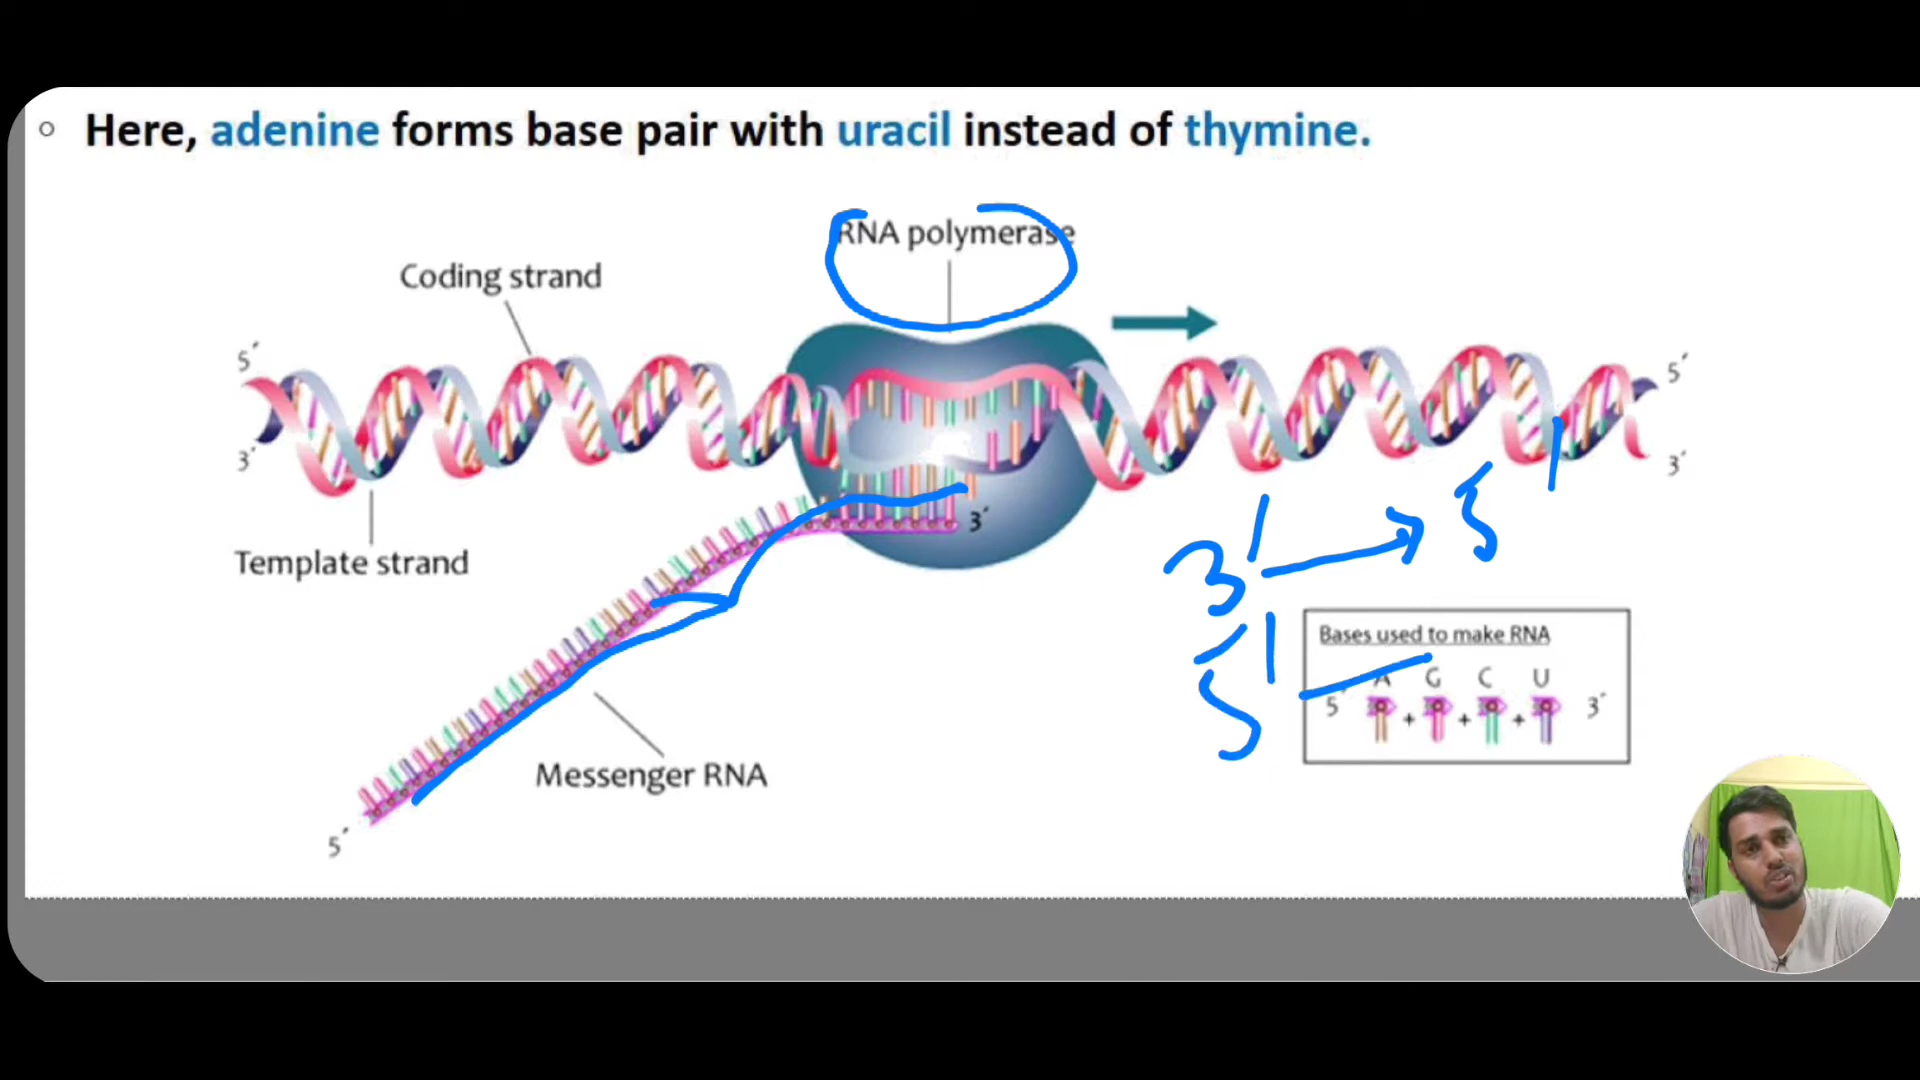 Here, adenine forms base pair with uracil instead of thymine.
RNA polymerase
Coding strand
5´
5´
3´
3´
3´
3' → 5'
Template strand
Bases used to make RNA
5'
A G C U
5´ + + + 3´
Messenger RNA
5´